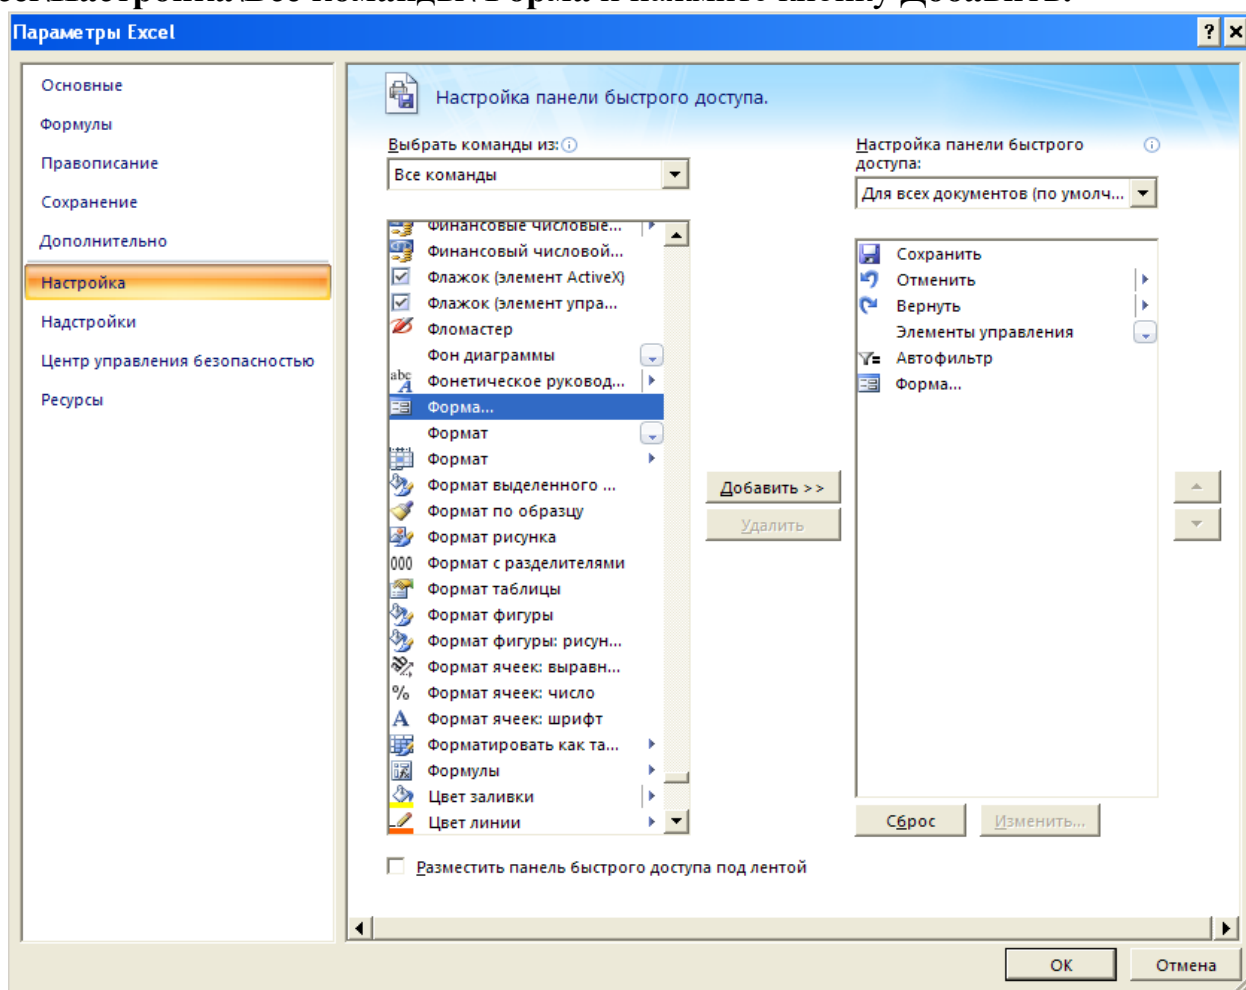 Параметры Excel
Основные
Формулы
Правописание
Сохранение
Дополнительно
Настройка
Надстройки
Центр управления безопасностью
Ресурсы
Настройка панели быстрого доступа.
Выбрать команды из:
Все команды
Финансовые числовые...
Финансовый числовой...
Флажок (элемент ActiveX)
Флажок (элемент упра...
Фломастер
Фон диаграммы
Фонетическое руковод...
Форма...
Формат
Формат
Формат выделенного ...
Формат по образцу
Формат рисунка
000 Формат с разделителями
Формат таблицы
Формат фигуры
Формат фигуры: рисун...
Формат ячеек: выравн...
% Формат ячеек: число
Формат ячеек: шрифт
Форматировать как та...
Формулы
Цвет заливки
Цвет линии
Добавить >>
Удалить
Настройка панели быстрого
доступа:
Для всех документов (по умолч...
Сохранить
Отменить
Вернуть
Элементы управления
Автофильтр
Форма...
Сброс
Изменить...
Разместить панель быстрого доступа под лентой
ОК
Отмена